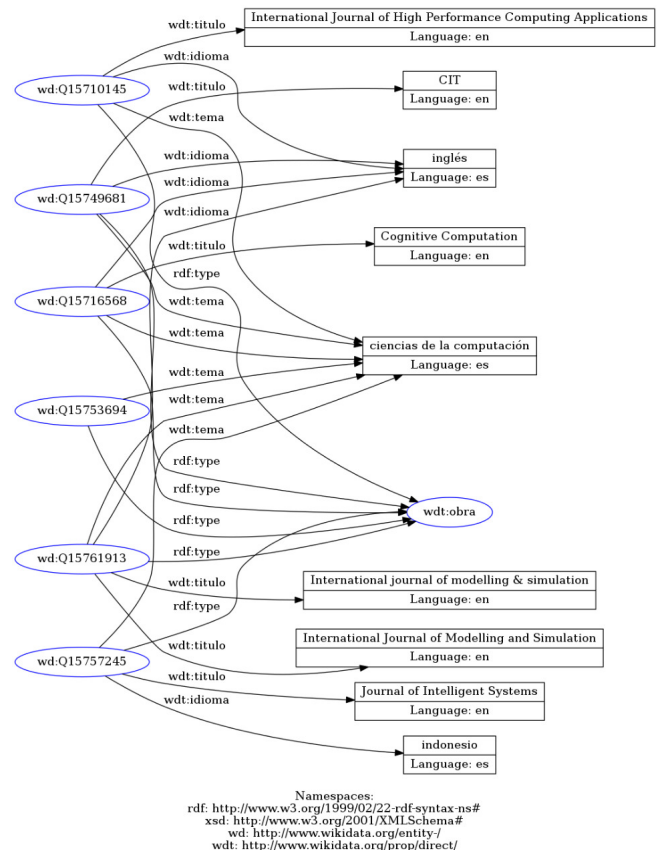 International Journal of High Performance Computing Applications
Language: en
wdt:titulo
wdt:idioma
CIT
Language: en
wdt:titulo
wd:Q15710145
wdt:tema
inglés
Language: es
wdt:idioma
wdt:idioma
wd:Q15749681
wdt:idioma
Cognitive Computation
Language: en
wdt:titulo
rdf:type
wd:Q15716568
wdt:tema
wdt:tema
ciencias de la computación
Language: es
wdt:tema
wdt:tema
wd:Q15753694
wdt:tema
rdf:type
rdf:type
wdt:obra
rdf:type
rdf:type
wd:Q15761913
wdt:titulo
International journal of modelling & simulation
Language: en
rdf:type
wdt:titulo
International Journal of Modelling and Simulation
Language: en
wd:Q15757245
wdt:titulo
Journal of Intelligent Systems
Language: en
wdt:idioma
indonesio
Language: es
Namespaces:
rdf: http://www.w3.org/1999/02/22-rdf-syntax-ns#
xsd: http://www.w3.org/2001/XMLSchema#
wd: http://www.wikidata.org/entity-/
wdt: http://www.wikidata.org/prop/direct/